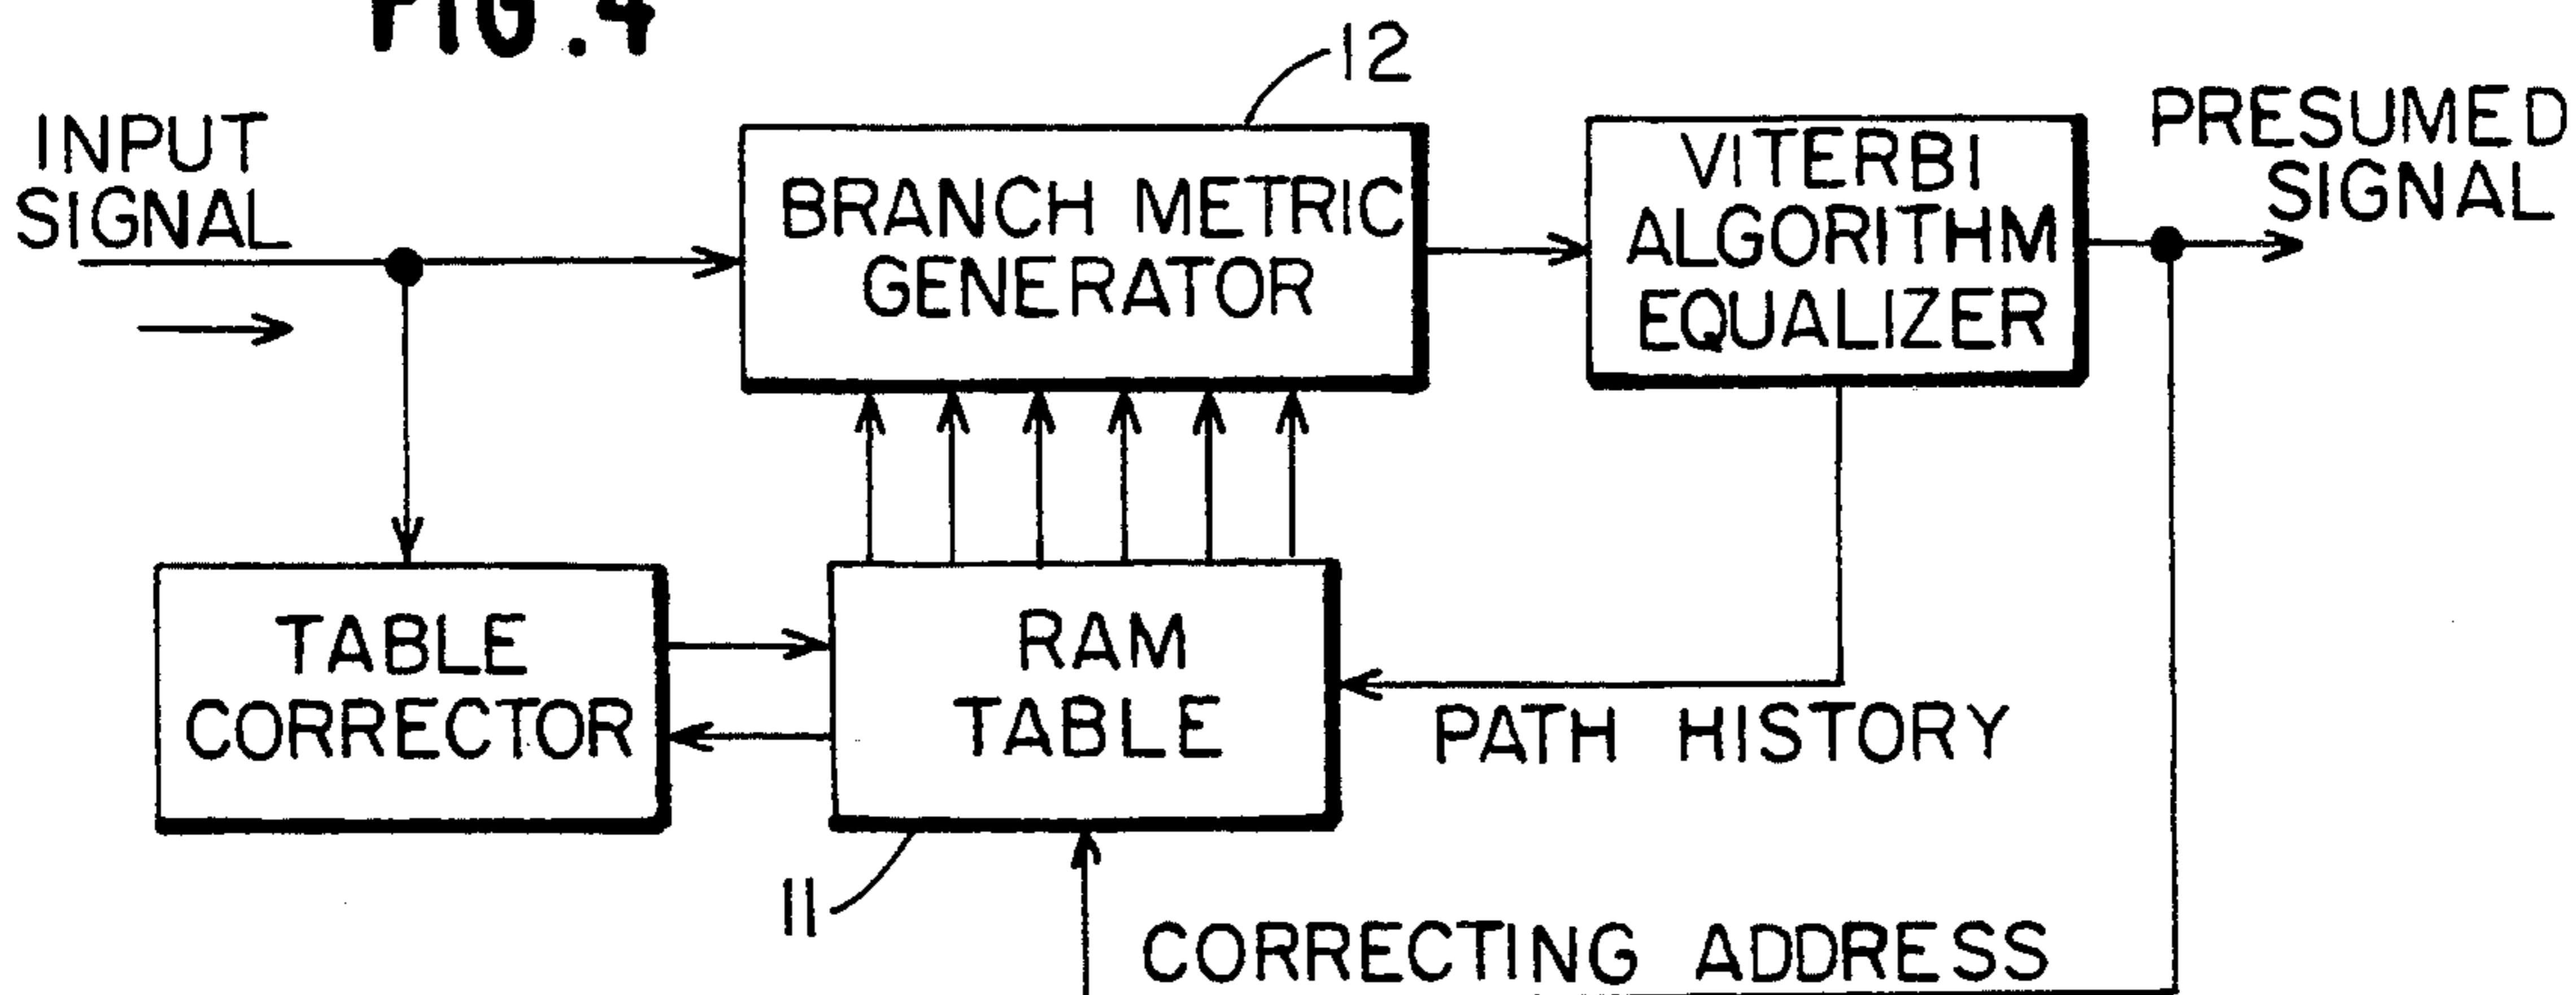 FIG.4
12
INPUT
SIGNAL
BRANCH METRIC
GENERATOR
VITERBI
ALGORITHM
EQUALIZER
PRESUMED
SIGNAL
TABLE
CORRECTOR
RAM
TABLE
PATH HISTORY
11
CORRECTING ADDRESS